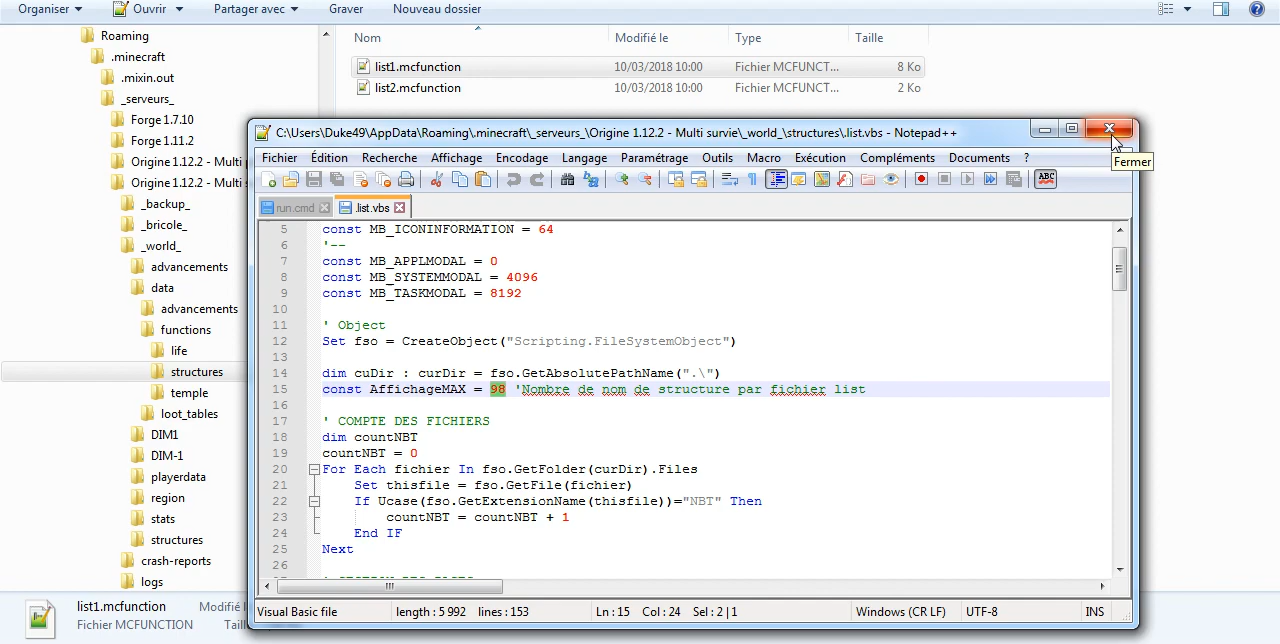 Organiser Ouvrir Partager avec Graver Nouveau dossier
Roaming
.minecraft
.mixin.out
_serveurs_
Forge 1.7.10
Forge 1.11.2
Origine 1.12.2 - Multi
Origine 1.12.2 - Multi
_backup_
_bricole_
_world_
advancements
data
advancements
functions
life
structures
temple
loot_tables
DIM1
DIM-1
playerdata
region
stats
structures
crash-reports
logs
Nom Modifié le Type Taille
list1.mcfunction 10/03/2018 10:00 Fichier MCFUNCT... 8 Ko
list2.mcfunction 10/03/2018 10:00 Fichier MCFUNCT... 2 Ko
C:\Users\Duke49\AppData\Roaming\.minecraft\_serveurs_\Origine 1.12.2 - Multi survie\_world_\structures\.list.vbs - Notepad++
Fermer
Fichier Édition Recherche Affichage Encodage Langage Paramétrage Outils Macro Exécution Compléments Documents ?
ABC
run.cmd .list.vbs
5 const MB_ICONINFORMATION = 64
6 '--
7 const MB_APPLMODAL = 0
8 const MB_SYSTEMMODAL = 4096
9 const MB_TASKMODAL = 8192
10
11 ' Object
12 Set fso = CreateObject("Scripting.FileSystemObject")
13
14 dim cuDir : curDir = fso.GetAbsolutePathName(".\")
15 const AffichageMAX = 98 'Nombre de nom de structure par fichier list
16
17 ' COMPTE DES FICHIERS
18 dim countNBT
19 countNBT = 0
20 For Each fichier In fso.GetFolder(curDir).Files
21 Set thisfile = fso.GetFile(fichier)
22 If Ucase(fso.GetExtensionName(thisfile))="NBT" Then
23 countNBT = countNBT + 1
24 End IF
25 Next
26
Visual Basic file length : 5 992 lines : 153 Ln : 15 Col : 24 Sel : 2 | 1 Windows (CR LF) UTF-8 INS
list1.mcfunction Modifié
Fichier MCFUNCTION